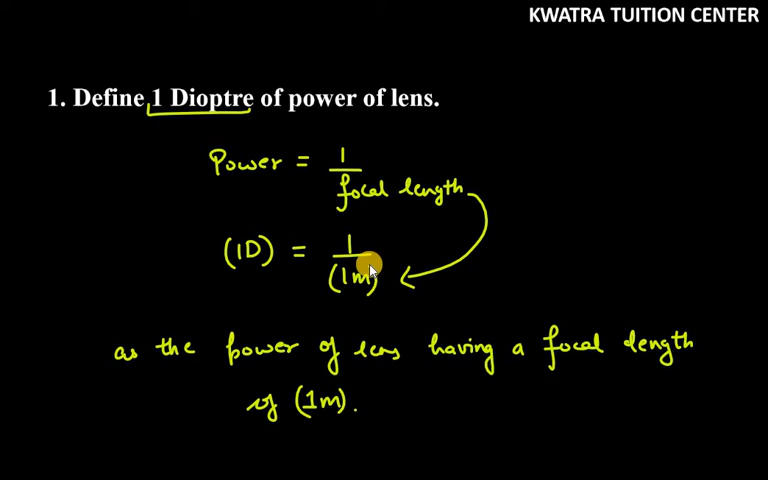 KWATRA TUITION CENTER
1. Define 1 Dioptre of power of lens.
Power = 1
focal length
(1D) = 1
(1m)
as the power of lens having a focal length
of (1m).